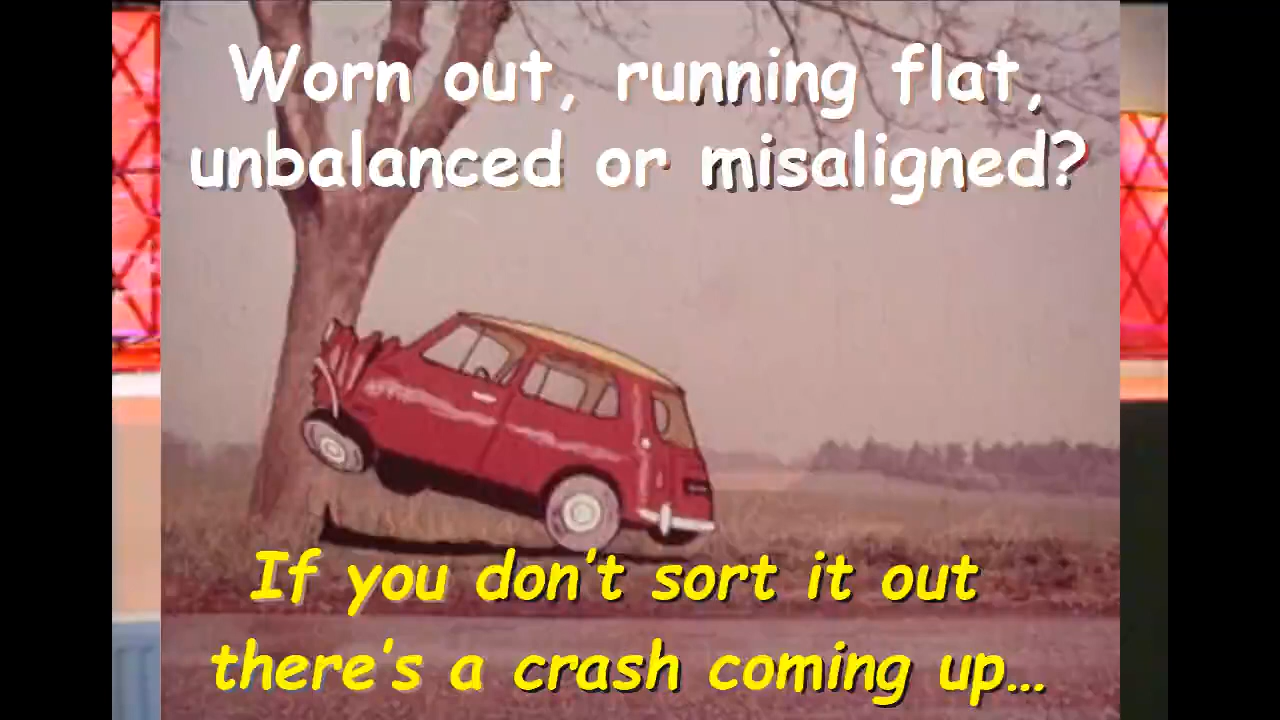 Worn out, running flat,
unbalanced or misaligned?
If you don't sort it out
there's a crash coming up...